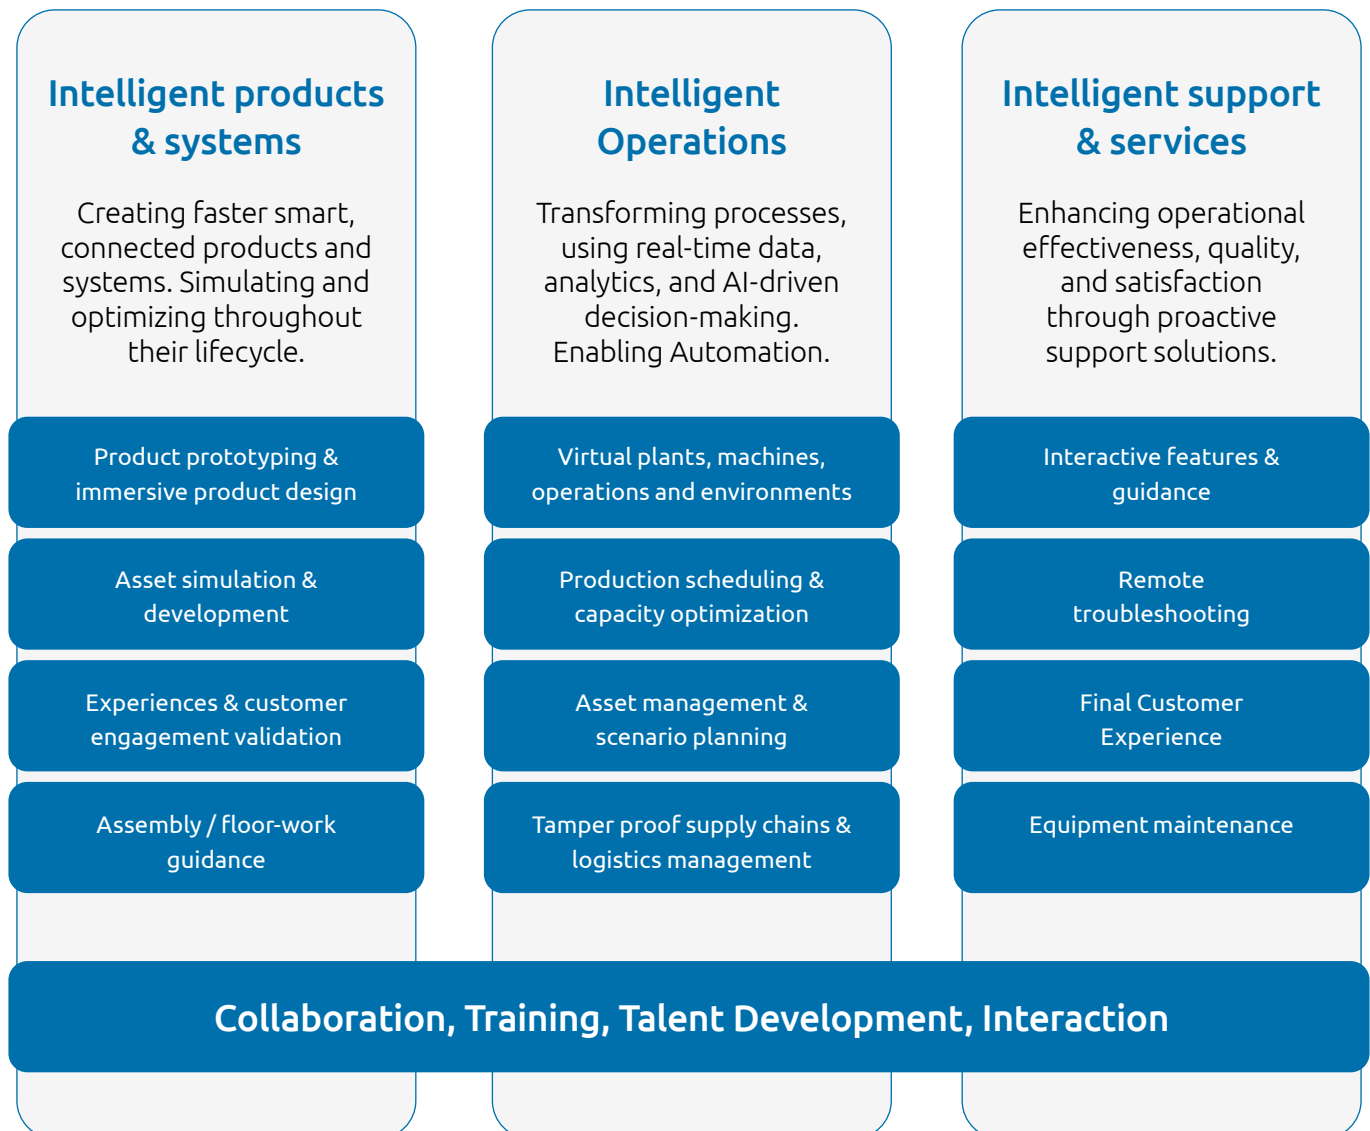 Intelligent products
& systems
Creating faster smart,
connected products and
systems. Simulating and
optimizing throughout
their lifecycle.
Product prototyping &
immersive product design
Asset simulation &
development
Experiences & customer
engagement validation
Assembly / floor-work
guidance
Intelligent
Operations
Transforming processes,
using real-time data,
analytics, and AI-driven
decision-making.
Enabling Automation.
Virtual plants, machines,
operations and environments
Production scheduling &
capacity optimization
Asset management &
scenario planning
Tamper proof supply chains &
logistics management
Intelligent support
& services
Enhancing operational
effectiveness, quality,
and satisfaction
through proactive
support solutions.
Interactive features &
guidance
Remote
troubleshooting
Final Customer
Experience
Equipment maintenance
Collaboration, Training, Talent Development, Interaction